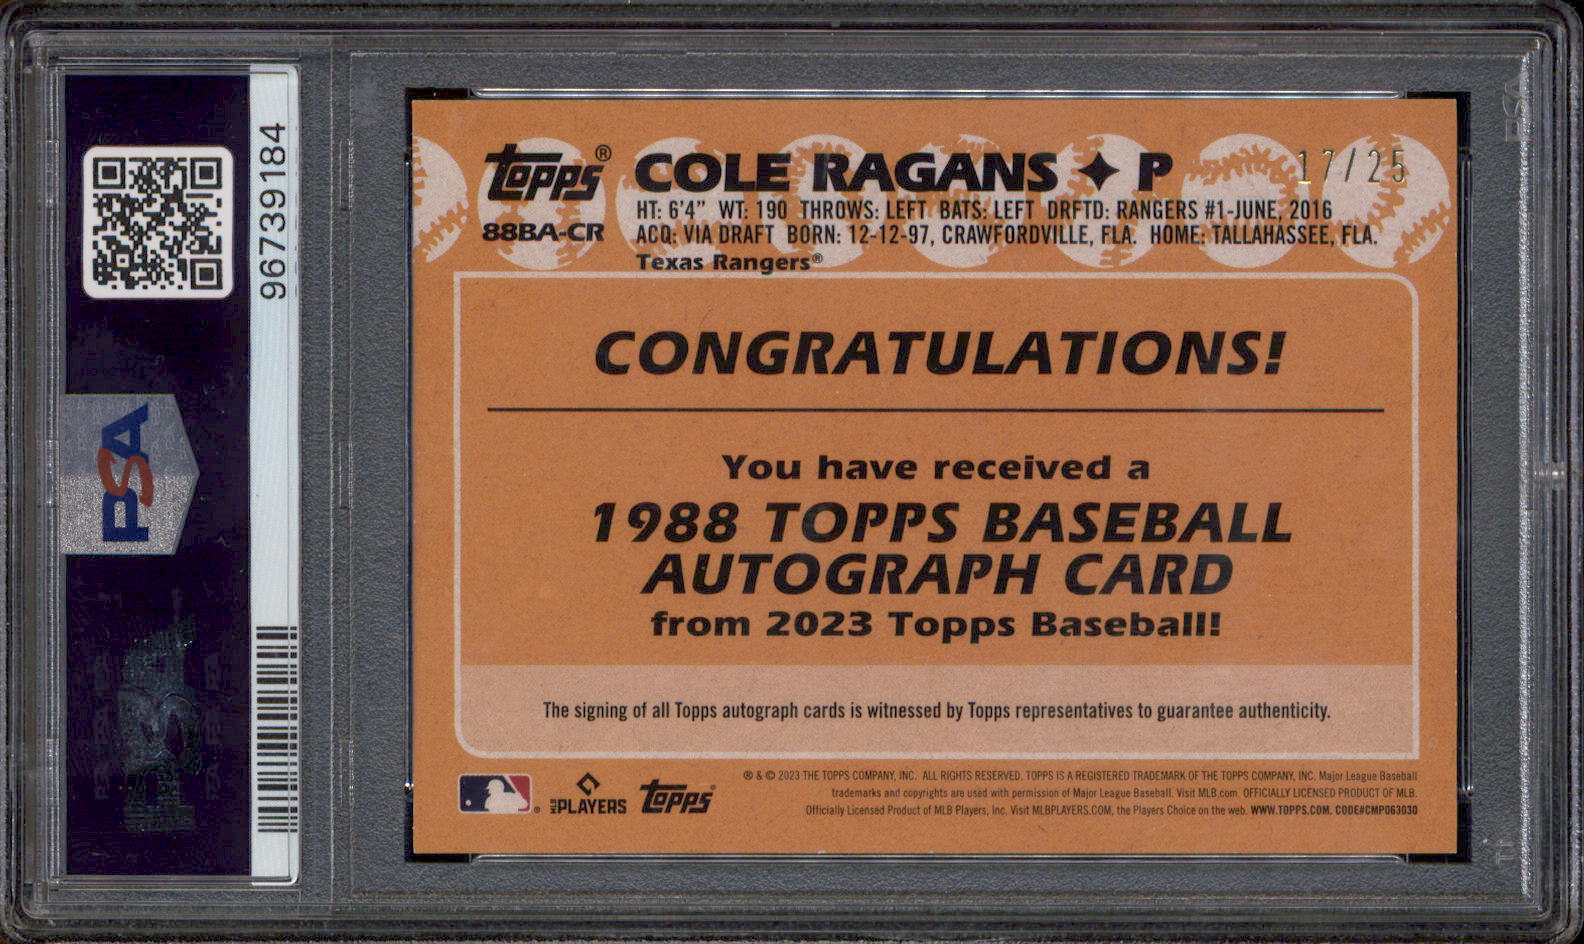 topps®
88BA-CR
COLE RAGANS ✦ P
17/25
HT: 6'4" WT: 190 THROWS: LEFT BATS: LEFT DRFTD: RANGERS #1-JUNE, 2016
ACQ: VIA DRAFT BORN: 12-12-97, CRAWFORDVILLE, FLA. HOME: TALLAHASSEE, FLA.
Texas Rangers®
CONGRATULATIONS!
You have received a
1988 TOPPS BASEBALL
AUTOGRAPH CARD
from 2023 Topps Baseball!
The signing of all Topps autograph cards is witnessed by Topps representatives to guarantee authenticity.
MLB PLAYERS
topps®
® & © 2023 THE TOPPS COMPANY, INC. ALL RIGHTS RESERVED. TOPPS IS A REGISTERED TRADEMARK OF THE TOPPS COMPANY, INC. Major League Baseball
trademarks and copyrights are used with permission of Major League Baseball. Visit MLB.com. OFFICIALLY LICENSED PRODUCT OF MLB.
Officially Licensed Product of MLB Players, Inc. Visit MLBPLAYERS.COM, the Players Choice on the web. WWW.TOPPS.COM. CODE#CMP063030
96739184
PSA
PSA